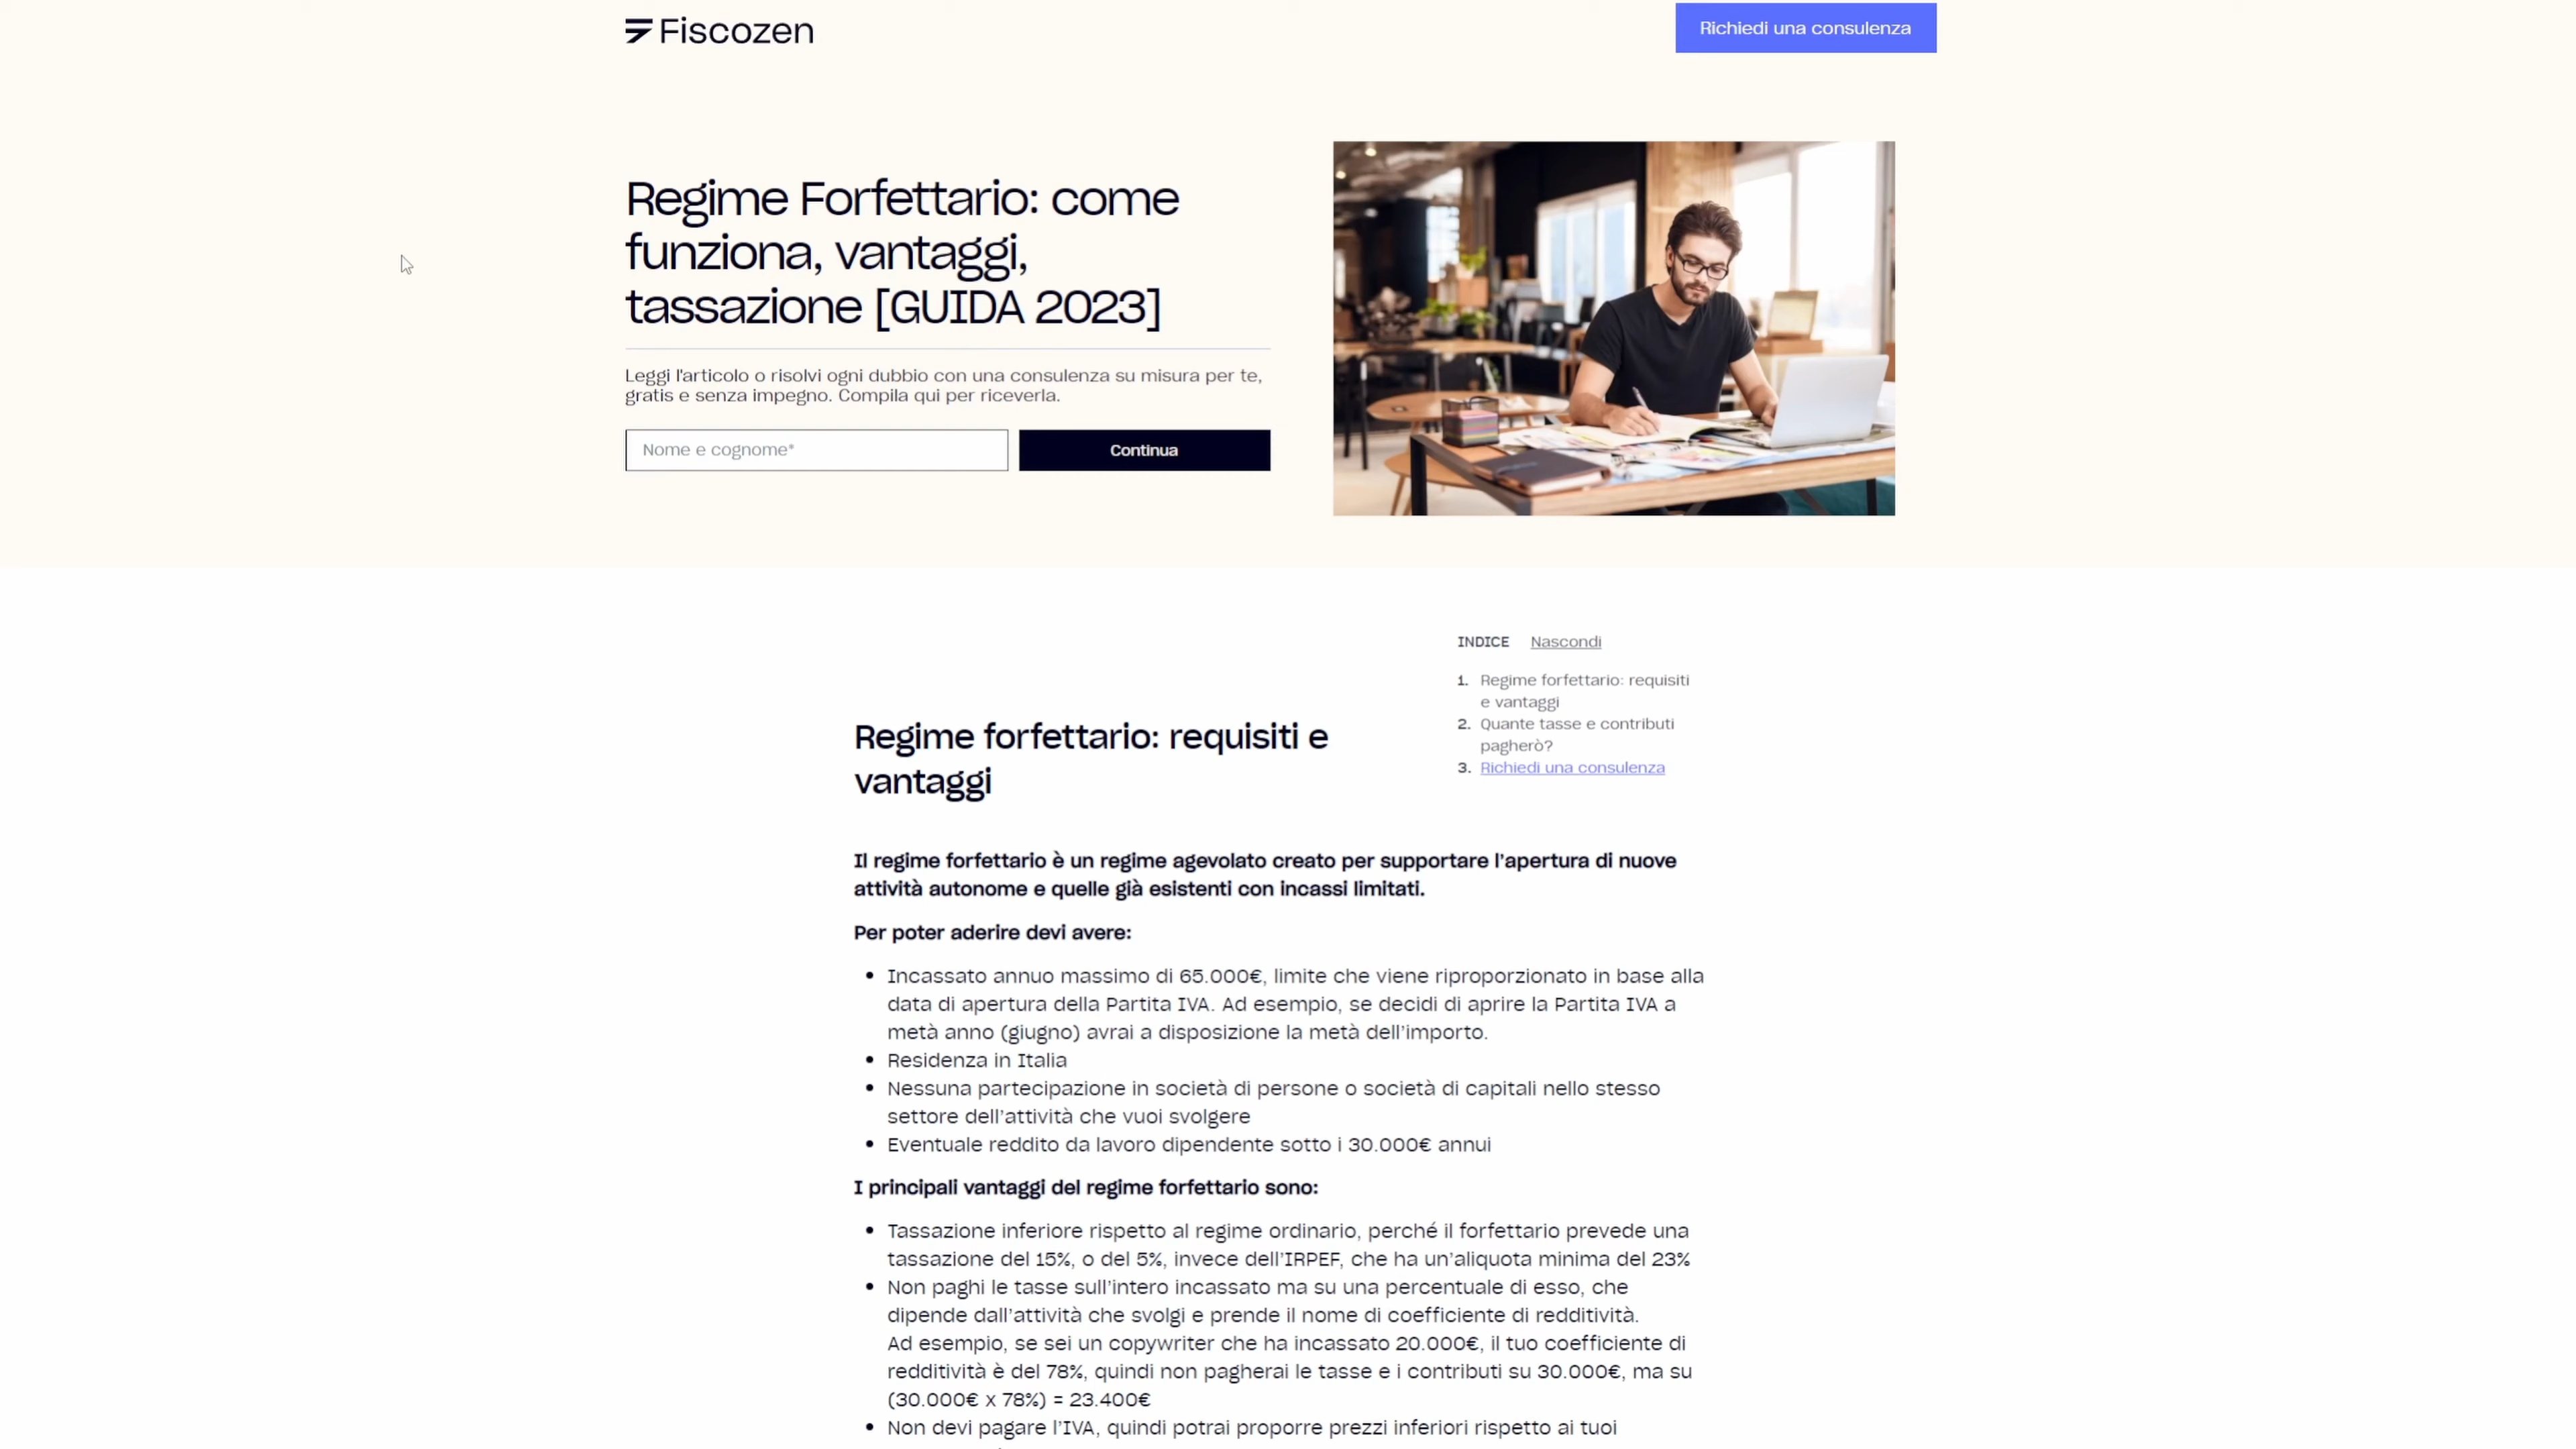 Fiscozen
Richiedi una consulenza
Regime Forfettario: come
funziona, vantaggi,
tassazione [GUIDA 2023]
Leggi l'articolo o risolvi ogni dubbio con una consulenza su misura per te,
gratis e senza impegno. Compila qui per riceverla.
Nome e cognome*
Continua
INDICE Nascondi
1. Regime forfettario: requisiti
e vantaggi
2. Quante tasse e contributi
pagherò?
3. Richiedi una consulenza
Regime forfettario: requisiti e
vantaggi
Il regime forfettario è un regime agevolato creato per supportare l’apertura di nuove
attività autonome e quelle già esistenti con incassi limitati.
Per poter aderire devi avere:
• Incassato annuo massimo di 65.000€, limite che viene riproporzionato in base alla
data di apertura della Partita IVA. Ad esempio, se decidi di aprire la Partita IVA a
metà anno (giugno) avrai a disposizione la metà dell’importo.
• Residenza in Italia
• Nessuna partecipazione in società di persone o società di capitali nello stesso
settore dell’attività che vuoi svolgere
• Eventuale reddito da lavoro dipendente sotto i 30.000€ annui
I principali vantaggi del regime forfettario sono:
• Tassazione inferiore rispetto al regime ordinario, perché il forfettario prevede una
tassazione del 15%, o del 5%, invece dell’IRPEF, che ha un’aliquota minima del 23%
• Non paghi le tasse sull’intero incassato ma su una percentuale di esso, che
dipende dall’attività che svolgi e prende il nome di coefficiente di redditività.
Ad esempio, se sei un copywriter che ha incassato 20.000€, il tuo coefficiente di
redditività è del 78%, quindi non pagherai le tasse e i contributi su 30.000€, ma su
(30.000€ x 78%) = 23.400€
• Non devi pagare l’IVA, quindi potrai proporre prezzi inferiori rispetto ai tuoi